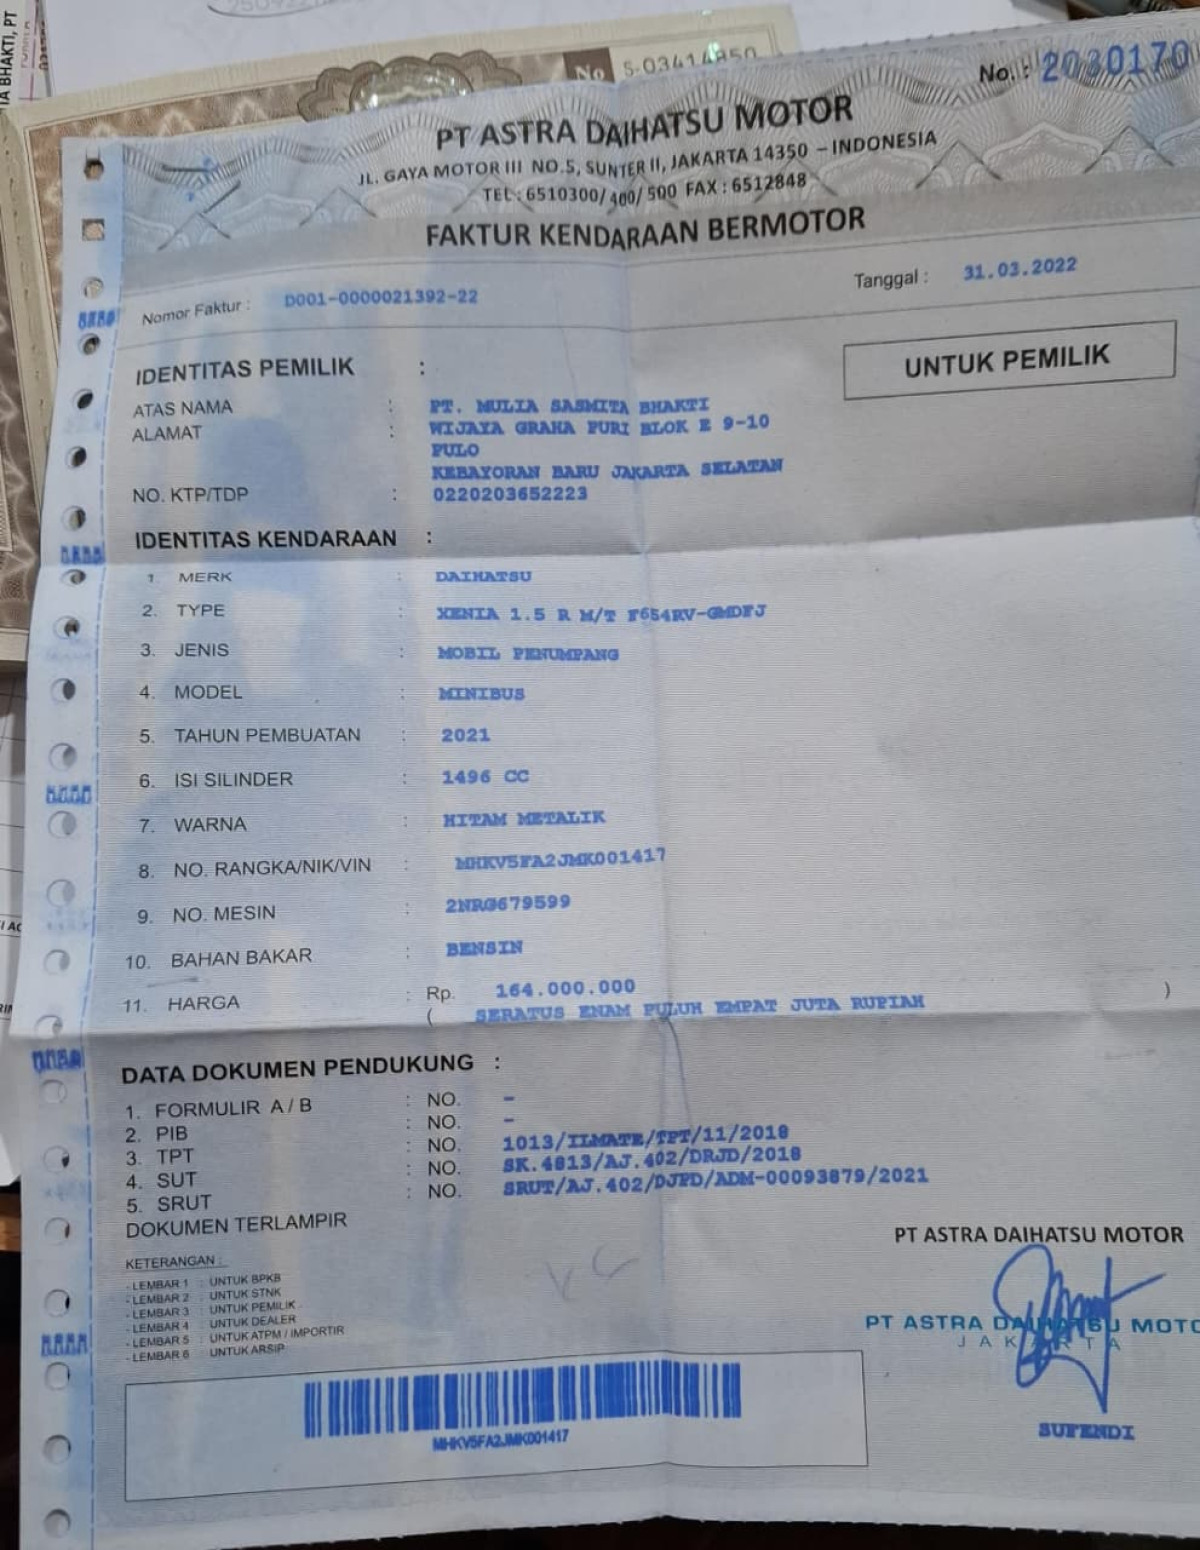 No S-03414850
No. : 2030170
PT ASTRA DAIHATSU MOTOR
JL. GAYA MOTOR III NO.5, SUNTER II, JAKARTA 14350 – INDONESIA
TEL : 6510300/ 400/ 500 FAX : 6512848
FAKTUR KENDARAAN BERMOTOR
Nomor Faktur : D001-0000021392-22
Tanggal : 31.03.2022
IDENTITAS PEMILIK :
UNTUK PEMILIK
ATAS NAMA : PT. MULIA SASMITA BHAKTI
ALAMAT : WIJAYA GRAHA PURI BLOK E 9-10
PULO
KEBAYORAN BARU JAKARTA SELATAN
NO. KTP/TDP : 0220203652223
IDENTITAS KENDARAAN :
1 MERK : DAIHATSU
2. TYPE : XENIA 1.5 R M/T F654RV-GMDFJ
3. JENIS : MOBIL PENUMPANG
4. MODEL : MINIBUS
5. TAHUN PEMBUATAN : 2021
6. ISI SILINDER : 1496 CC
7. WARNA : HITAM METALIK
8. NO. RANGKA/NIK/VIN : MHKV5FA2JMK001417
9. NO. MESIN : 2NRG679599
10. BAHAN BAKAR : BENSIN
11. HARGA : Rp. 164.000.000
( SERATUS ENAM PULUH EMPAT JUTA RUPIAH )
DATA DOKUMEN PENDUKUNG :
1. FORMULIR A / B : NO. -
2. PIB : NO. -
3. TPT : NO. 1013/ILMATE/TPT/11/2018
4. SUT : NO. SK.4813/AJ.402/DRJD/2018
5. SRUT : NO. SRUT/AJ.402/DJPD/ADM-00093879/2021
DOKUMEN TERLAMPIR
KETERANGAN :
- LEMBAR 1 : UNTUK BPKB
- LEMBAR 2 : UNTUK STNK
- LEMBAR 3 : UNTUK PEMILIK
- LEMBAR 4 : UNTUK DEALER
- LEMBAR 5 : UNTUK ATPM / IMPORTIR
- LEMBAR 6 : UNTUK ARSIP
PT ASTRA DAIHATSU MOTOR
PT ASTRA DAIHATSU MOTO
JAKARTA
SUPENDI
MHKV5FA2JMK001417